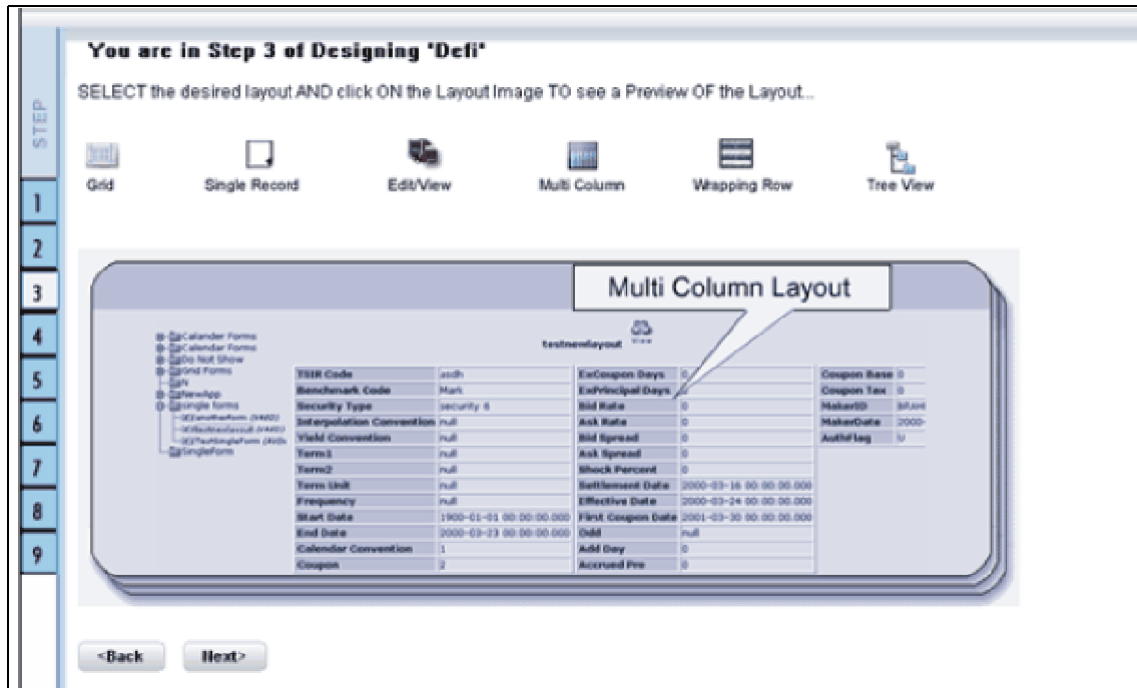 You are in Step 3 of Designing 'Defi'
SELECT the desired layout AND click ON the Layout Image TO see a Preview OF the Layout...
STEP
1
2
3
4
5
6
7
8
9
Grid
Single Record
Edit/View
Multi Column
Wrapping Row
Tree View
Multi Column Layout
View
testnewlayout
Calander Forms
Calendar Forms
Do Not Show
Grid Forms
N
NewApp
single forms
SingleForm
TSIR Code asdh
Benchmark Code Mark
Security Type security 6
Interpolation Convention null
Yield Convention null
Term1 null
Term2 null
Term Unit null
Frequency null
Start Date 1900-01-01 00:00:00.000
End Date 2000-03-23 00:00:00.000
Calendar Convention 1
Coupon 2
ExCoupon Days 0
ExPrincipal Days 0
Bid Rate 0
Ask Rate 0
Bid Spread 0
Ask Spread 0
Shock Percent 0
Settlement Date 2000-03-16 00:00:00.000
Effective Date 2000-03-24 00:00:00.000
First Coupon Date 2001-03-30 00:00:00.000
Odd null
Add Day 0
Accrued Pre 0
Coupon Base 0
Coupon Tax 0
MakerID
MakerDate 2000-
AuthFlag U
<Back
Next>